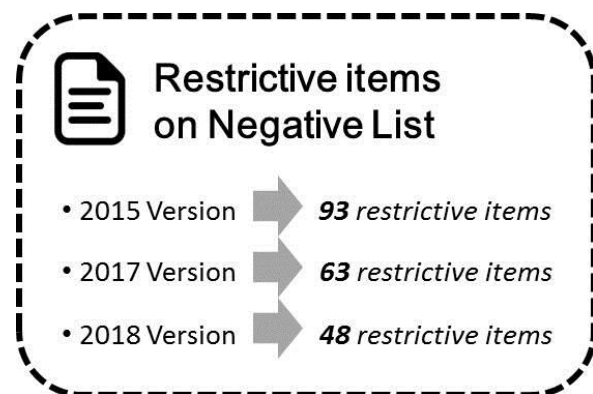 Restrictive items
on Negative List
• 2015 Version 93 restrictive items
• 2017 Version 63 restrictive items
• 2018 Version 48 restrictive items